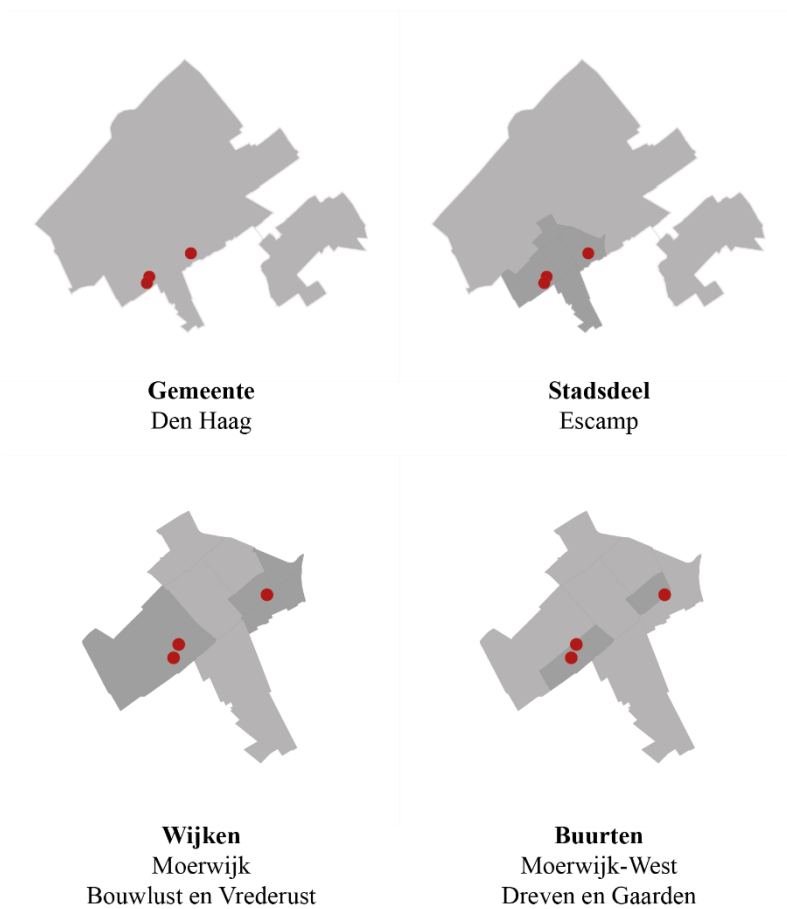 Gemeente
Den Haag
Stadsdeel
Escamp
Wijken
Moerwijk
Bouwlust en Vrederust
Buurten
Moerwijk-West
Dreven en Gaarden